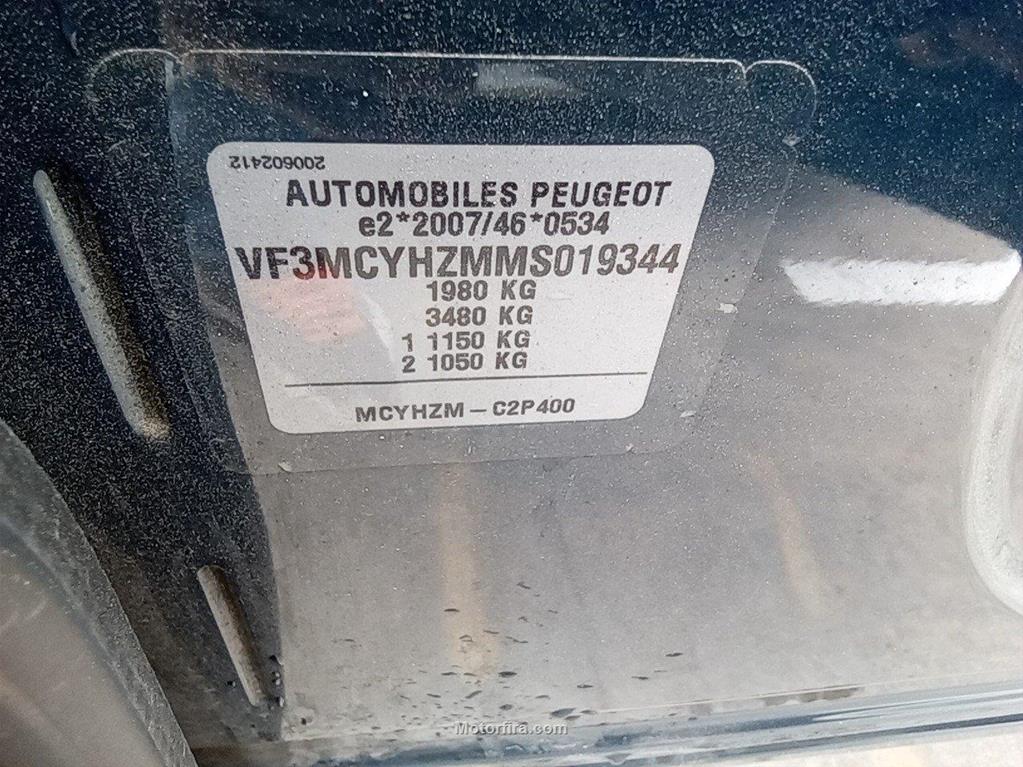 200602412
AUTOMOBILES PEUGEOT
e2*2007/46*0534
VF3MCYHZMMS019344
1980 KG
3480 KG
1 1150 KG
2 1050 KG
MCYHZM – C2P400
Motorfira.com